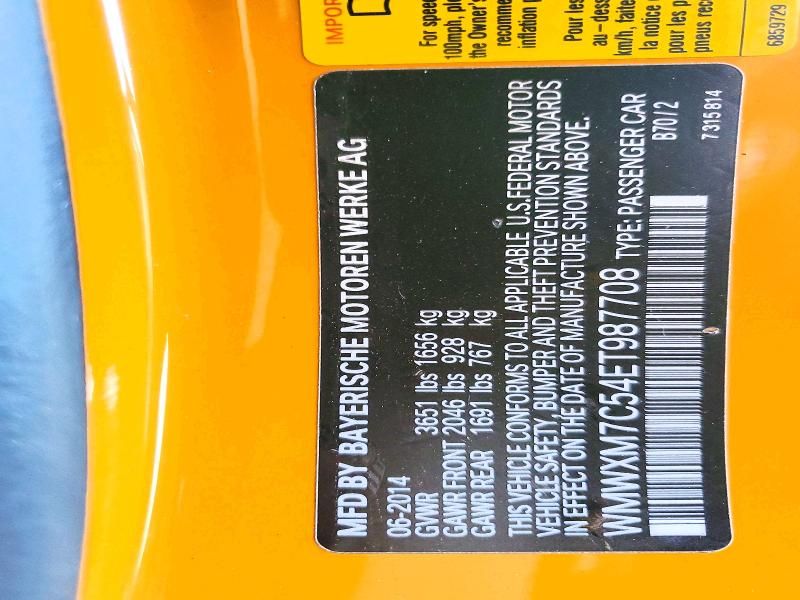 IMPOR
For speed
100mph, pl
the Owner's
recomme
inflation p
Pour les
au-dess
km/h, faite
la notice
pour les p
pneus rec
6859729
MFD BY BAYERISCHE MOTOREN WERKE AG
06-2014
GVWR 3651 lbs 1656 kg
GAWR FRONT 2046 lbs 928 kg
GAWR REAR 1691 lbs 767 kg
THIS VEHICLE CONFORMS TO ALL APPLICABLE U.S.FEDERAL MOTOR
VEHICLE SAFETY, BUMPER AND THEFT PREVENTION STANDARDS
IN EFFECT ON THE DATE OF MANUFACTURE SHOWN ABOVE.
WMWXM7C54ET987708 TYPE: PASSENGER CAR
B70/2
7315814